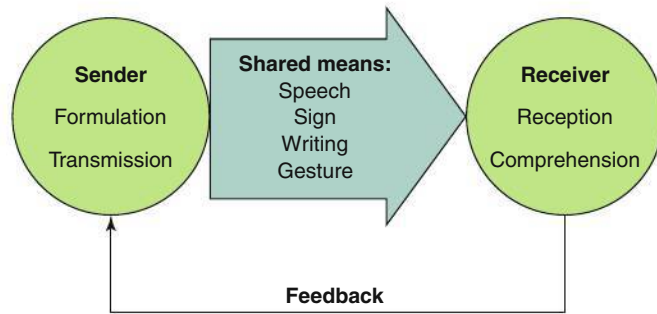 Sender
Formulation
Transmission
Shared means:
Speech
Sign
Writing
Gesture
Receiver
Reception
Comprehension
Feedback